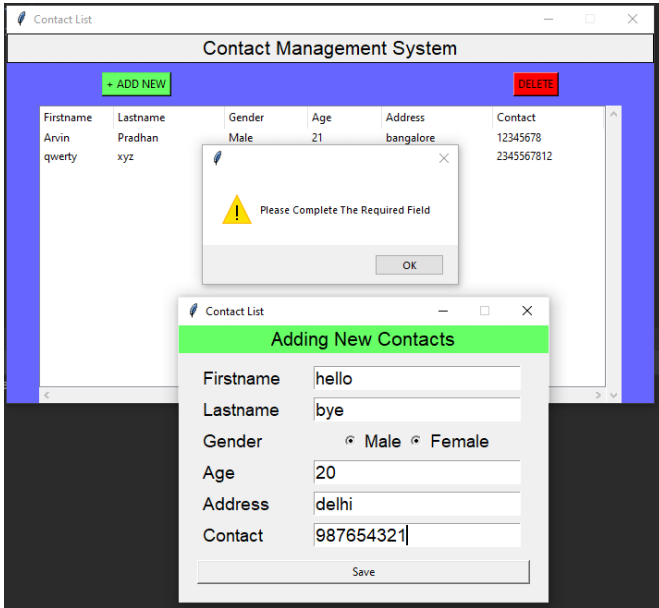 Contact List
Contact Management System
+ ADD NEW
DELETE
Firstname Lastname Gender Age Address Contact
Arvin Pradhan Male 21 bangalore 12345678
qwerty xyz 2345567812
Please Complete The Required Field
OK
Contact List
Adding New Contacts
Firstname hello
Lastname bye
Gender Male Female
Age 20
Address delhi
Contact 987654321
Save